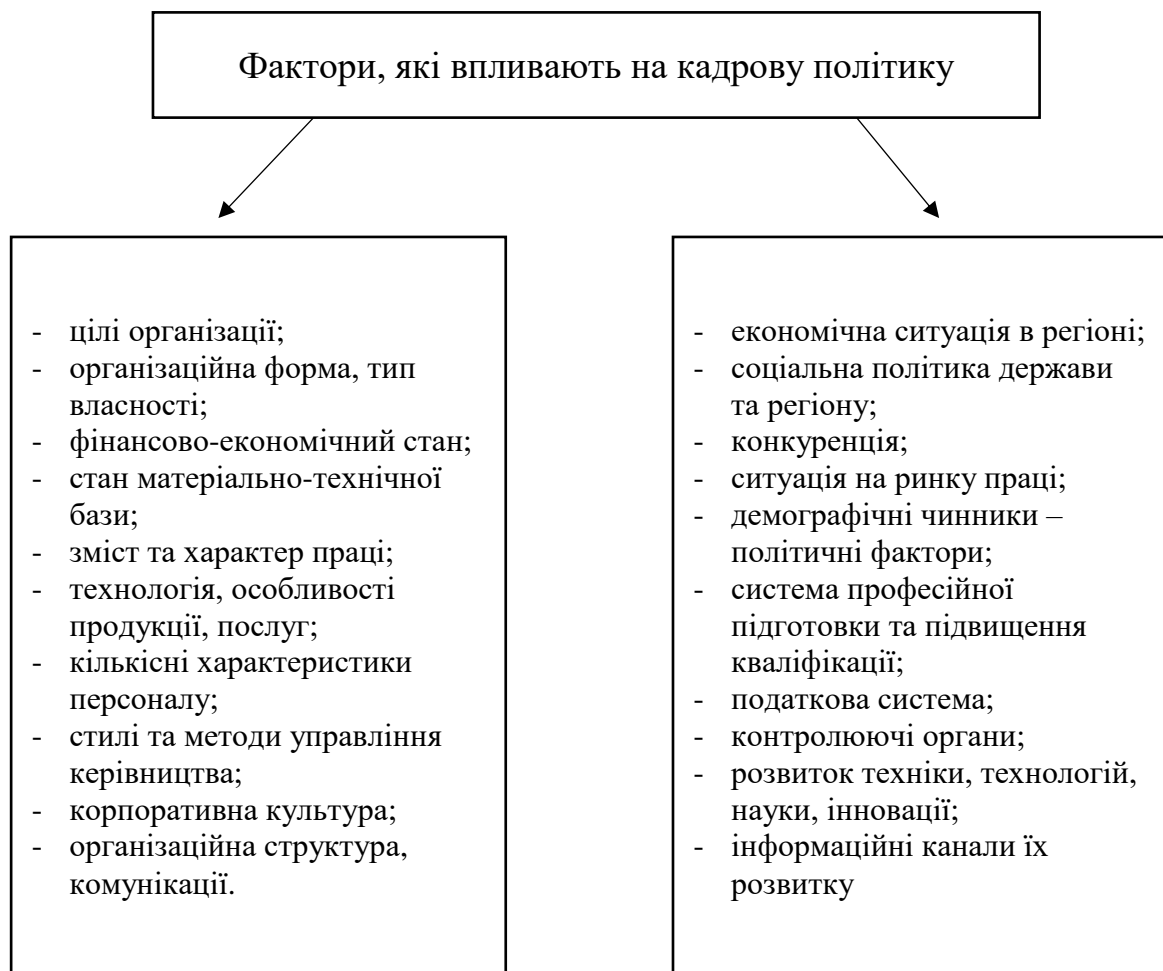 Фактори, які впливають на кадрову політику
- цілі організації;
- організаційна форма, тип
власності;
- фінансово-економічний стан;
- стан матеріально-технічної
бази;
- зміст та характер праці;
- технологія, особливості
продукції, послуг;
- кількісні характеристики
персоналу;
- стилі та методи управління
керівництва;
- корпоративна культура;
- організаційна структура,
комунікації.
- економічна ситуація в регіоні;
- соціальна політика держави
та регіону;
- конкуренція;
- ситуація на ринку праці;
- демографічні чинники –
політичні фактори;
- система професійної
підготовки та підвищення
кваліфікації;
- податкова система;
- контролюючі органи;
- розвиток техніки, технологій,
науки, інновації;
- інформаційні канали їх
розвитку